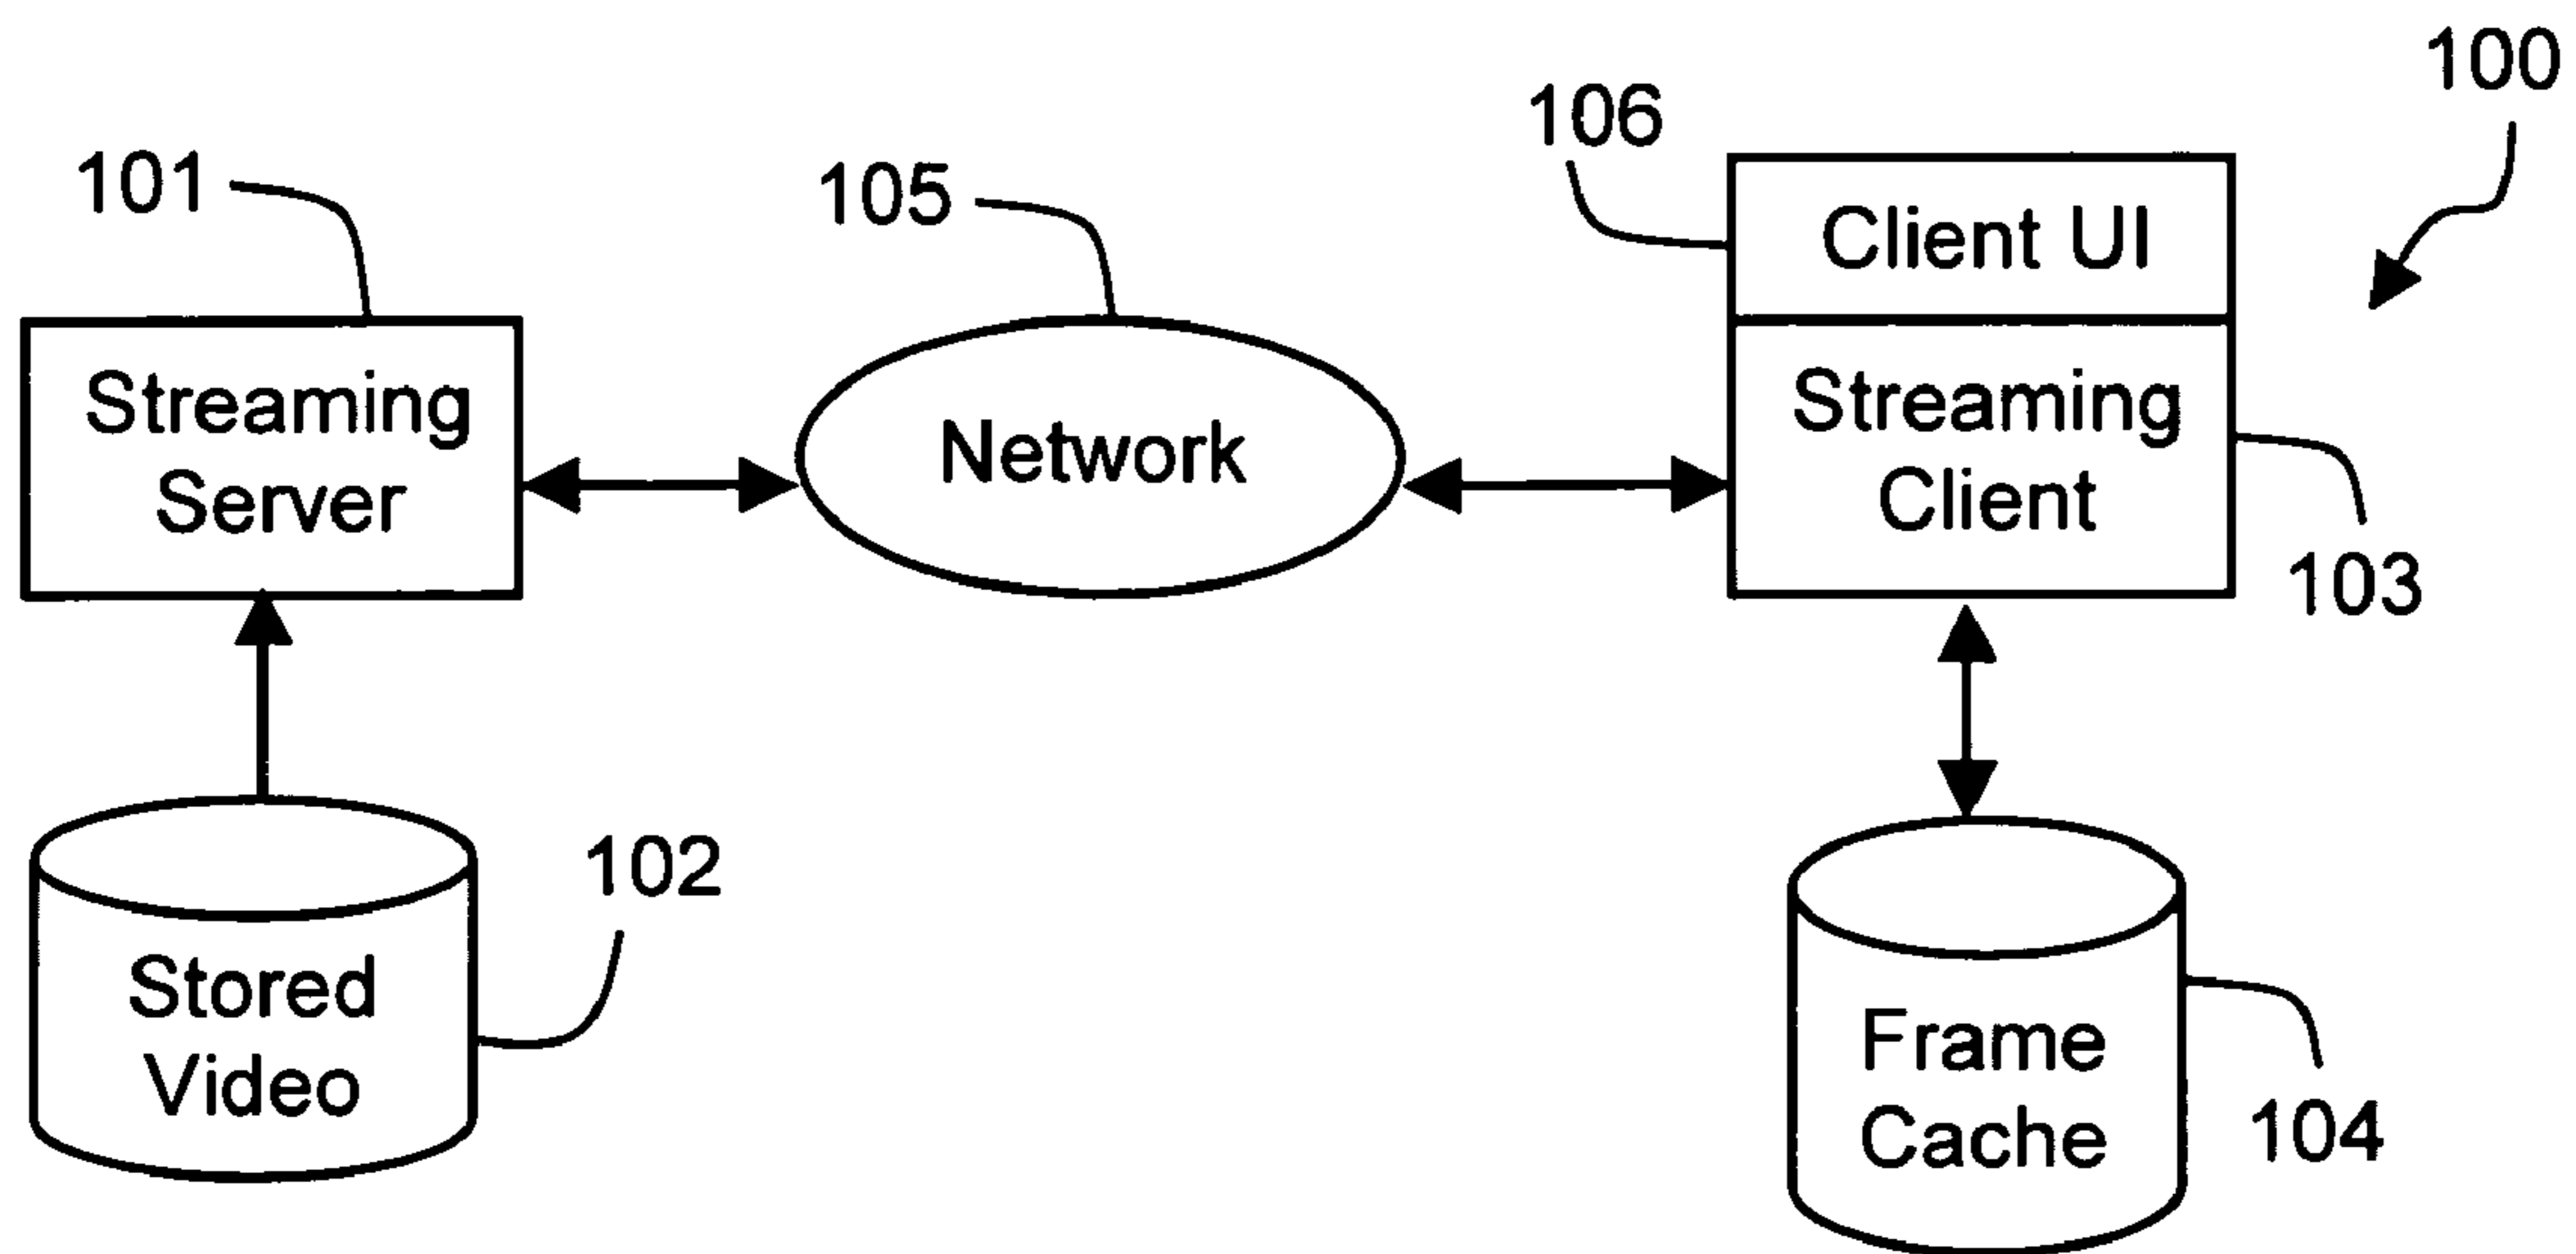 100
106
101
105
Client UI
Streaming
Server
Network
Streaming
Client
103
102
Stored
Video
Frame
Cache
104